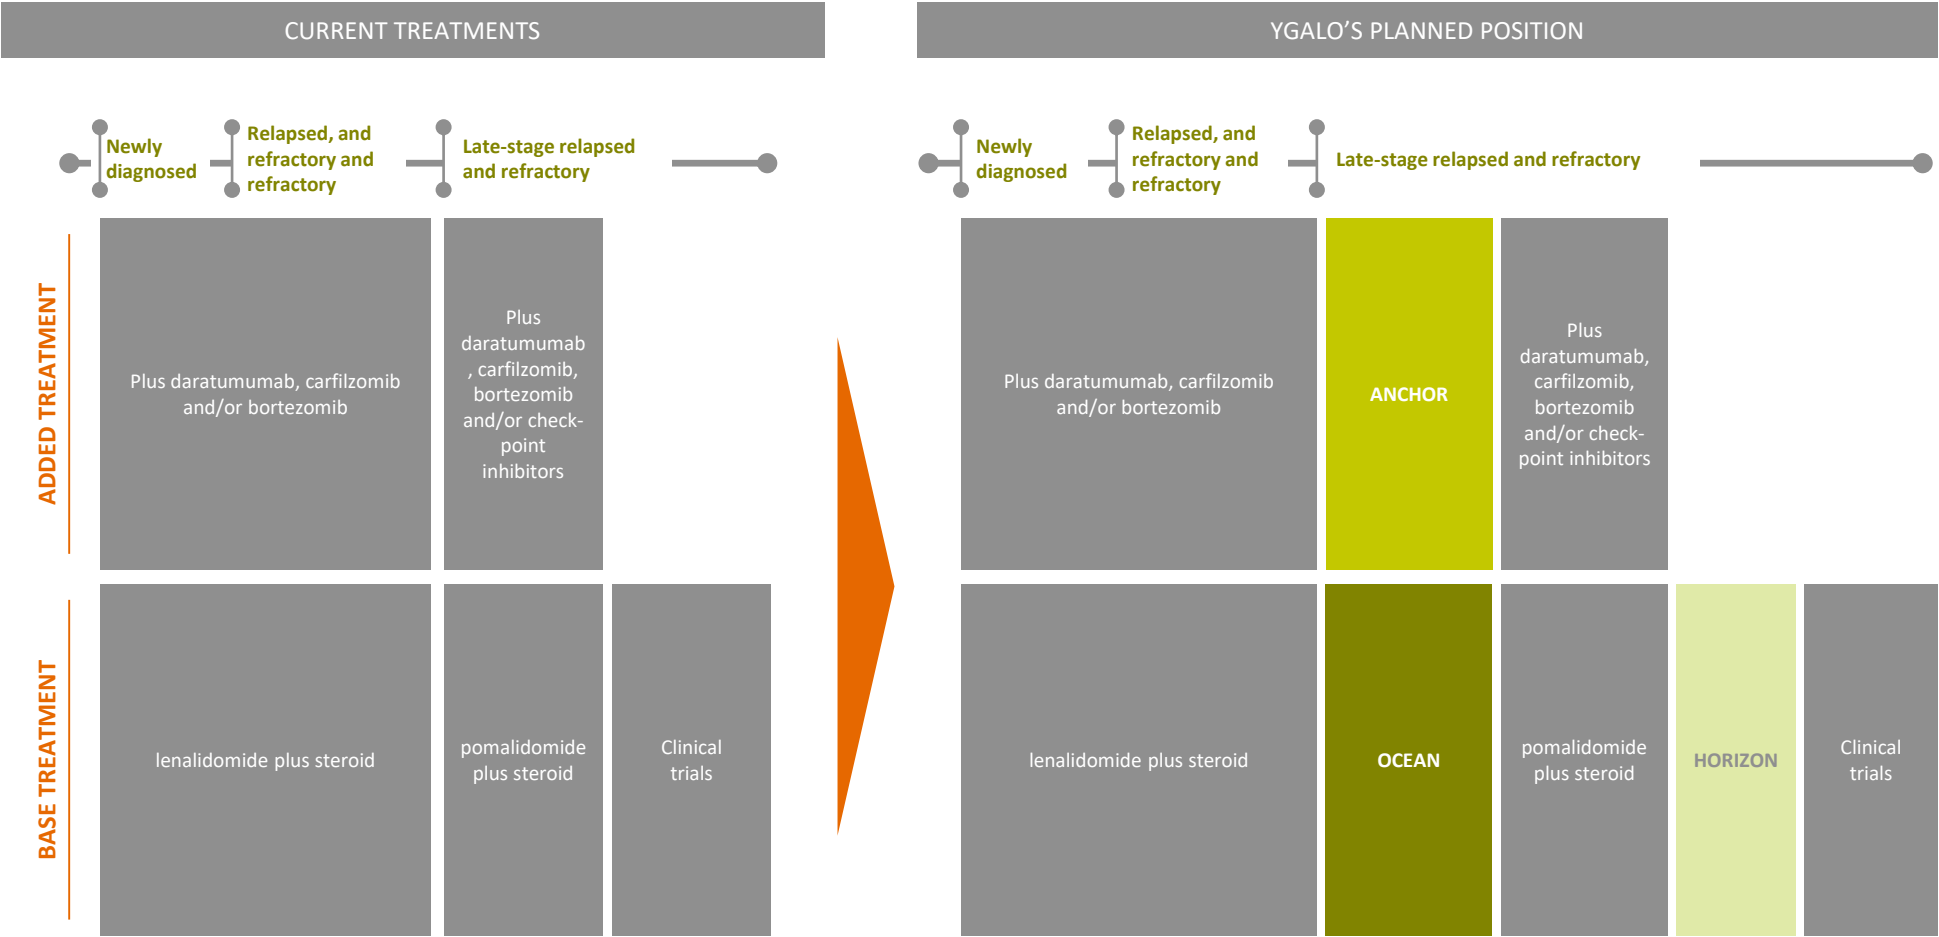 CURRENT TREATMENTS
Newly
diagnosed
Relapsed, and
refractory and
refractory
Late-stage relapsed
and refractory
ADDED TREATMENT
Plus daratumumab, carfilzomib
and/or bortezomib
Plus
daratumumab
, carfilzomib,
bortezomib
and/or check-
point
inhibitors
BASE TREATMENT
lenalidomide plus steroid
pomalidomide
plus steroid
Clinical
trials
YGALO'S PLANNED POSITION
Newly
diagnosed
Relapsed, and
refractory and
refractory
Late-stage relapsed and refractory
Plus daratumumab, carfilzomib
and/or bortezomib
ANCHOR
Plus
daratumumab,
carfilzomib,
bortezomib
and/or check-
point inhibitors
lenalidomide plus steroid
OCEAN
pomalidomide
plus steroid
HORIZON
Clinical
trials